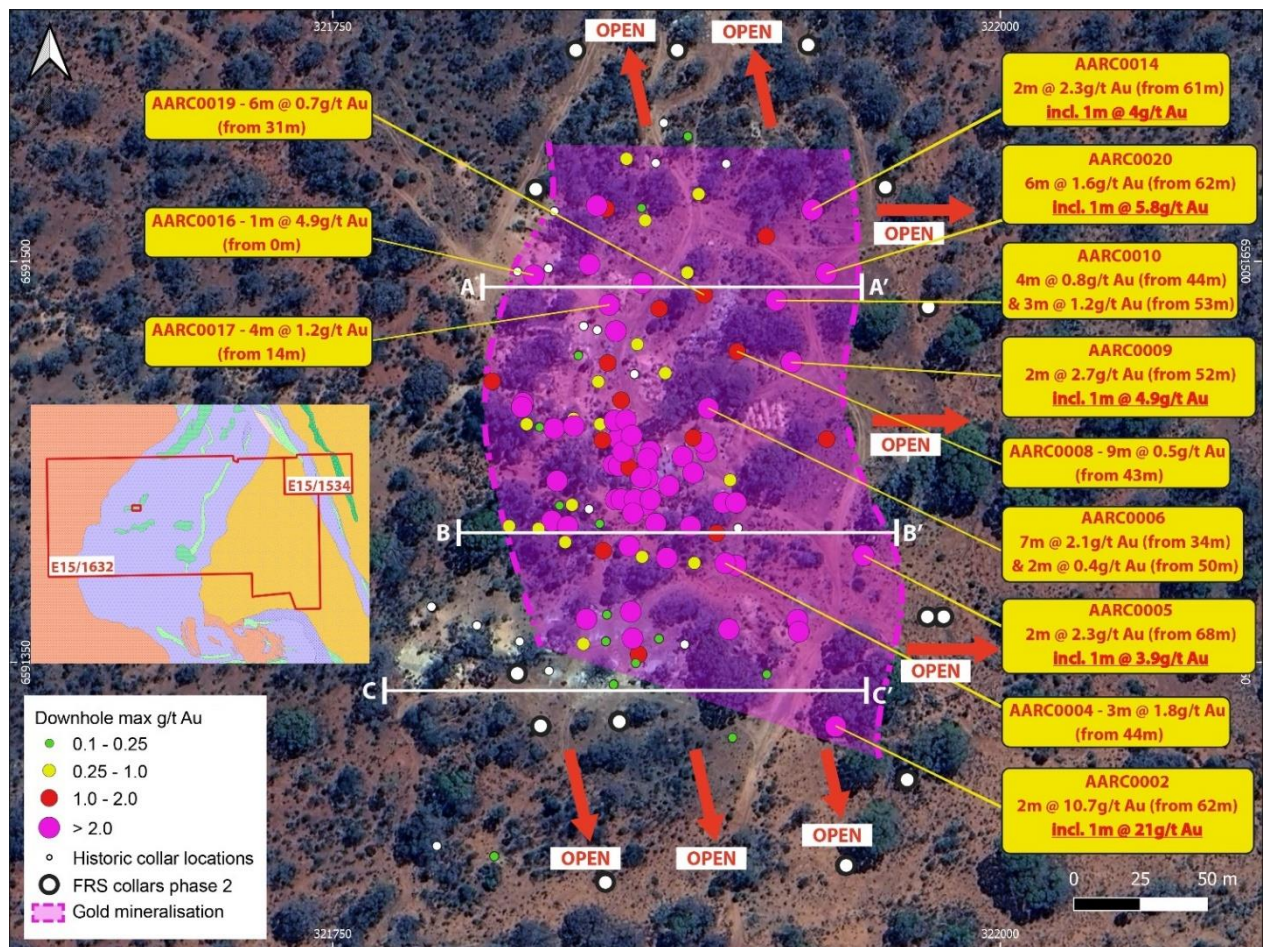 321750
322000
OPEN
OPEN
AARC0014
2m @ 2.3g/t Au (from 61m)
incl. 1m @ 4g/t Au
AARC0019 - 6m @ 0.7g/t Au
(from 31m)
AARC0020
6m @ 1.6g/t Au (from 62m)
incl. 1m @ 5.8g/t Au
AARC0016 - 1m @ 4.9g/t Au
(from 0m)
OPEN
6591500
6591500
AARC0010
4m @ 0.8g/t Au (from 44m)
& 3m @ 1.2g/t Au (from 53m)
A
A'
AARC0017 - 4m @ 1.2g/t Au
(from 14m)
AARC0009
2m @ 2.7g/t Au (from 52m)
incl. 1m @ 4.9g/t Au
OPEN
AARC0008 - 9m @ 0.5g/t Au
(from 43m)
E15/1534
E15/1632
AARC0006
7m @ 2.1g/t Au (from 34m)
& 2m @ 0.4g/t Au (from 50m)
B
B'
AARC0005
2m @ 2.3g/t Au (from 68m)
incl. 1m @ 3.9g/t Au
OPEN
6591350
50
C
C'
AARC0004 - 3m @ 1.8g/t Au
(from 44m)
AARC0002
2m @ 10.7g/t Au (from 62m)
incl. 1m @ 21g/t Au
OPEN
OPEN
OPEN
Downhole max g/t Au
0.1 - 0.25
0.25 - 1.0
1.0 - 2.0
> 2.0
Historic collar locations
FRS collars phase 2
Gold mineralisation
0 25 50 m
321750
322000